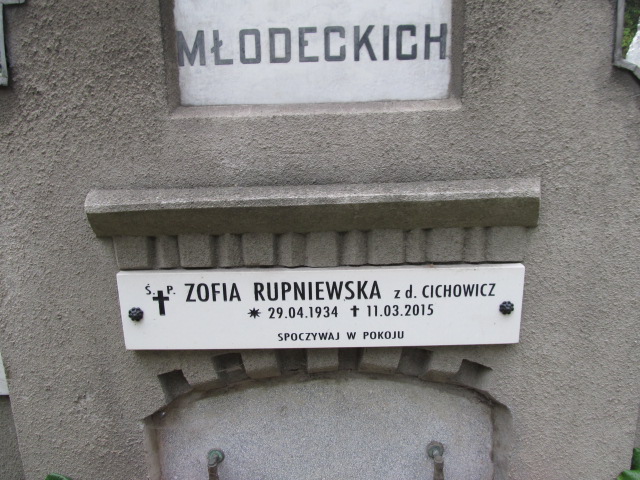 MŁODECKICH
Ś. ✝ P. ZOFIA RUPNIEWSKA z d. CICHOWICZ
✷ 29.04.1934 ✝ 11.03.2015
SPOCZYWAJ W POKOJU